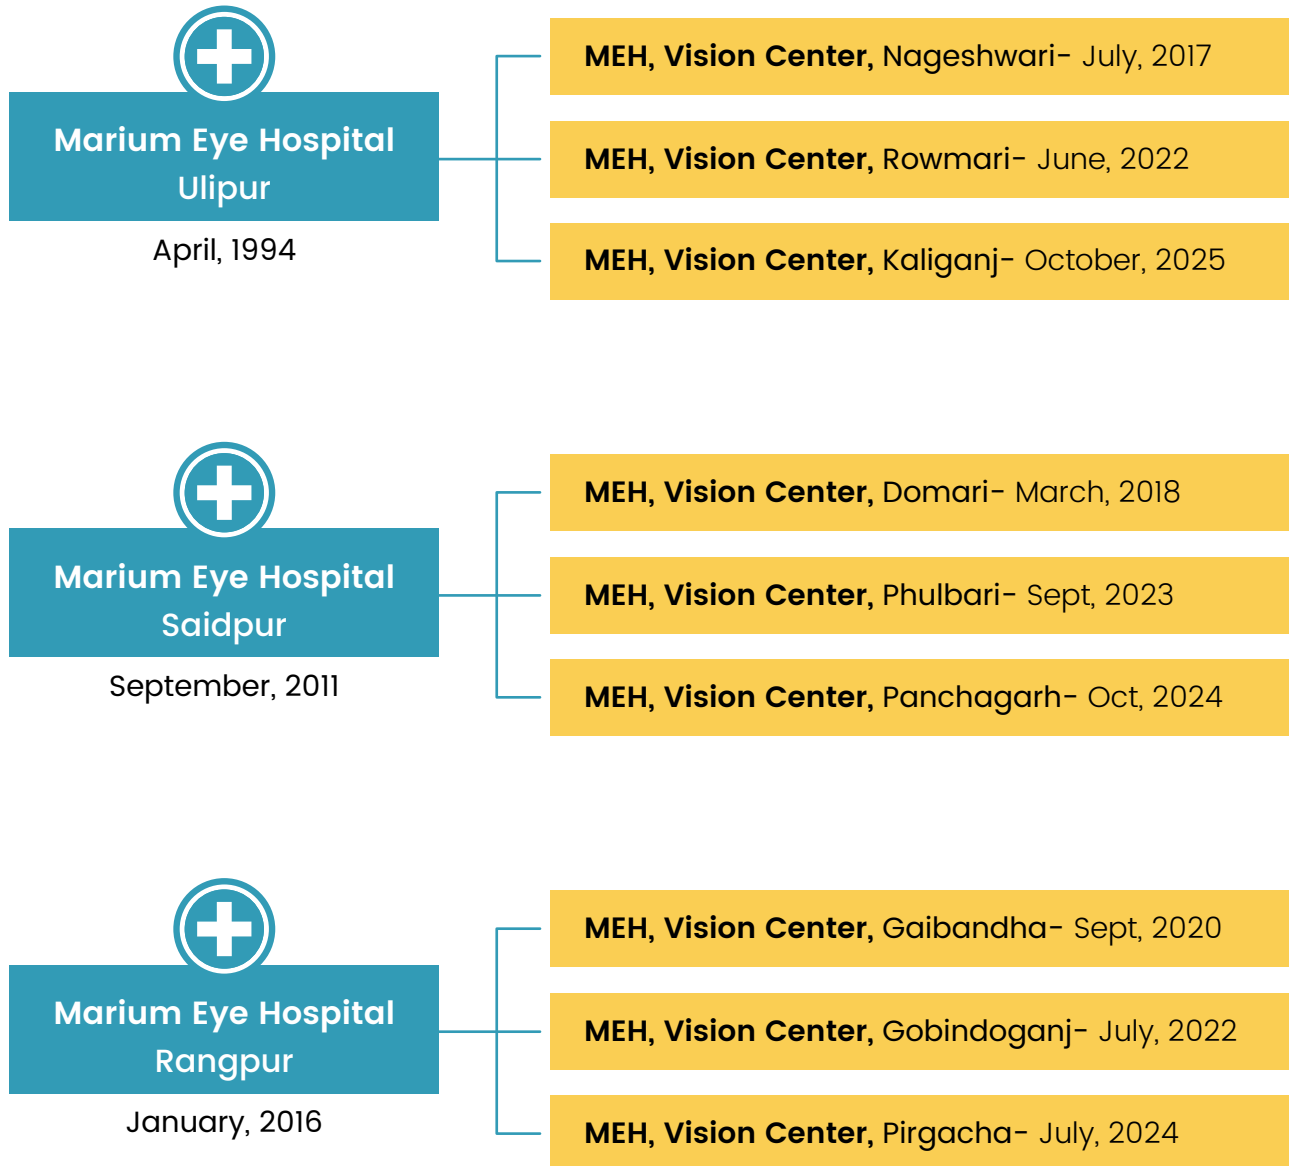 Marium Eye Hospital
Ulipur
April, 1994
MEH, Vision Center, Nageshwari- July, 2017
MEH, Vision Center, Rowmari- June, 2022
MEH, Vision Center, Kaliganj- October, 2025
Marium Eye Hospital
Saidpur
September, 2011
MEH, Vision Center, Domari- March, 2018
MEH, Vision Center, Phulbari- Sept, 2023
MEH, Vision Center, Panchagarh- Oct, 2024
Marium Eye Hospital
Rangpur
January, 2016
MEH, Vision Center, Gaibandha- Sept, 2020
MEH, Vision Center, Gobindoganj- July, 2022
MEH, Vision Center, Pirgacha- July, 2024